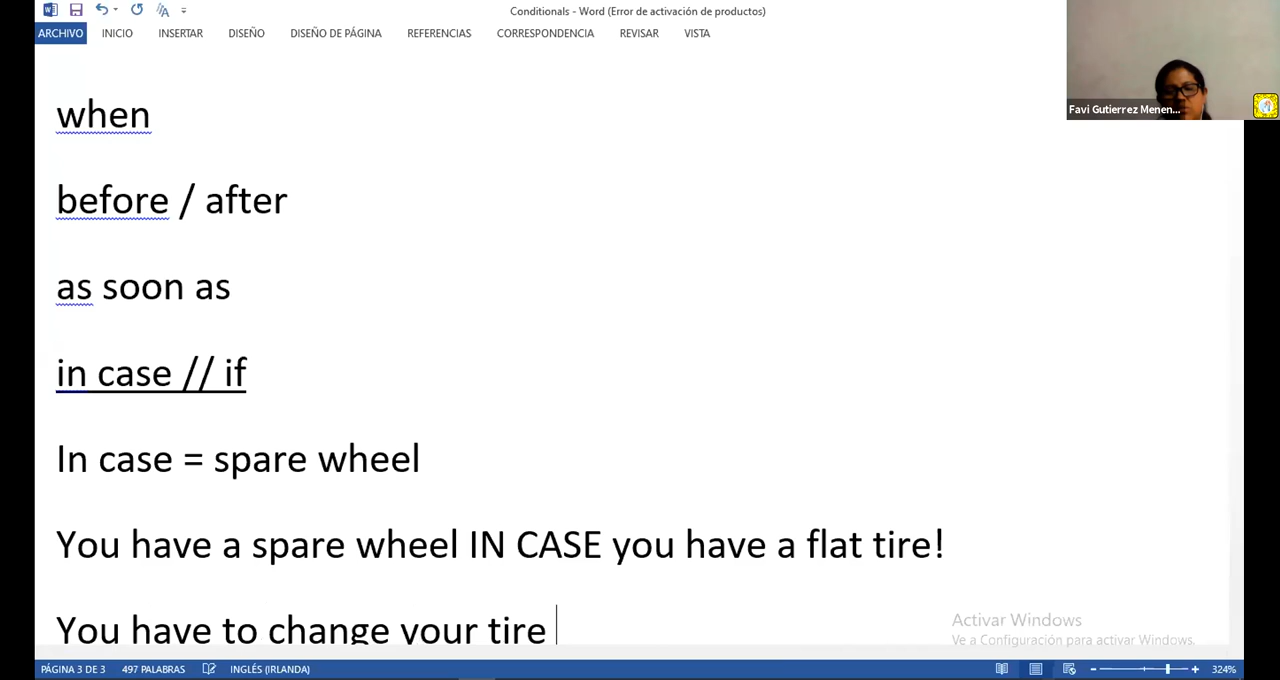 Conditionals - Word (Error de activación de productos)
ARCHIVO INICIO INSERTAR DISEÑO DISEÑO DE PÁGINA REFERENCIAS CORRESPONDENCIA REVISAR VISTA
Favi Gutierrez Menen...
when
before / after
as soon as
in case // if
In case = spare wheel
You have a spare wheel IN CASE you have a flat tire!
You have to change your tire
Activar Windows
Ve a Configuración para activar Windows.
PÁGINA 3 DE 3 497 PALABRAS INGLÉS (IRLANDA) 324%